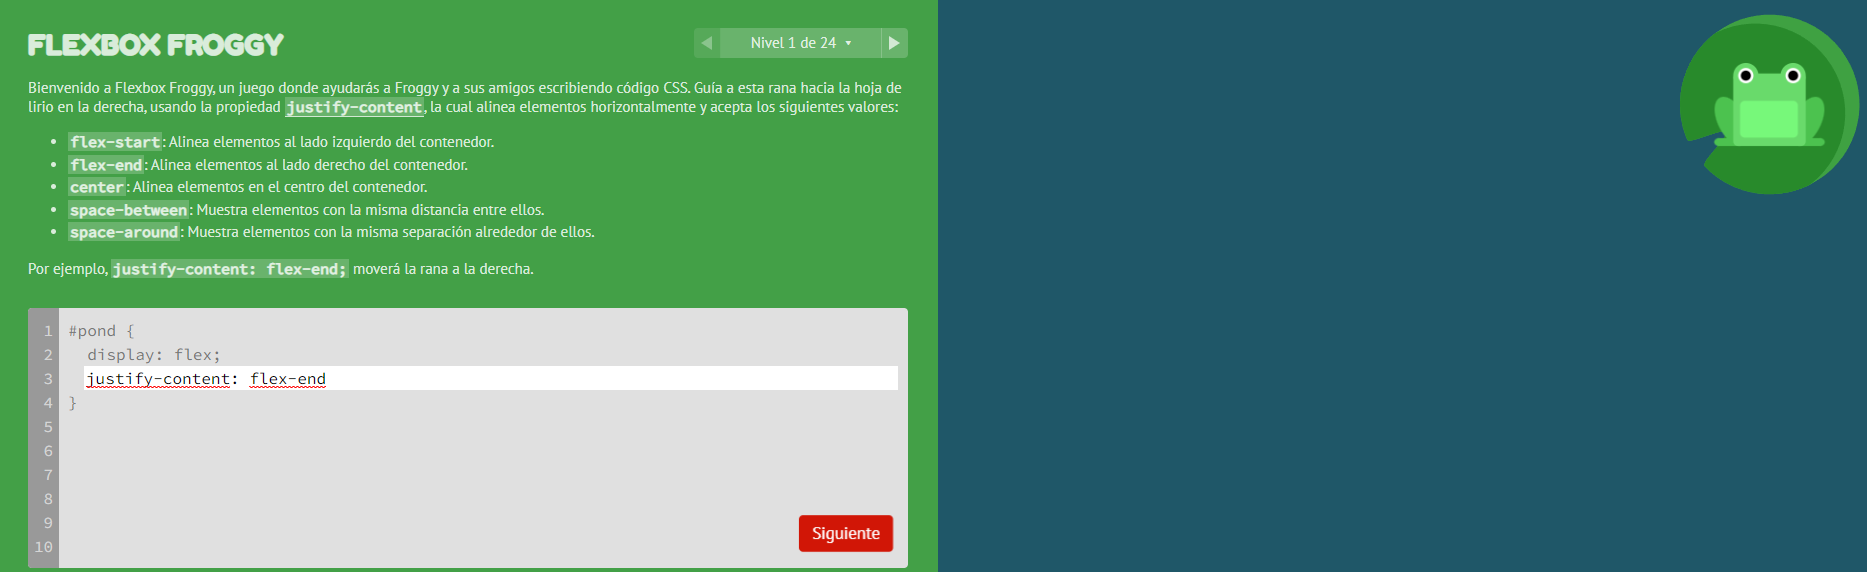 FLEXBOX FROGGY
Nivel 1 de 24
Bienvenido a Flexbox Froggy, un juego donde ayudarás a Froggy y a sus amigos escribiendo código CSS. Guía a esta rana hacia la hoja de
lirio en la derecha, usando la propiedad justify-content, la cual alinea elementos horizontalmente y acepta los siguientes valores:
• flex-start: Alinea elementos al lado izquierdo del contenedor.
• flex-end: Alinea elementos al lado derecho del contenedor.
• center: Alinea elementos en el centro del contenedor.
• space-between: Muestra elementos con la misma distancia entre ellos.
• space-around: Muestra elementos con la misma separación alrededor de ellos.
Por ejemplo, justify-content: flex-end; moverá la rana a la derecha.
1 #pond {
2 display: flex;
3 justify-content: flex-end
4 }
5
6
7
8
9
10
Siguiente